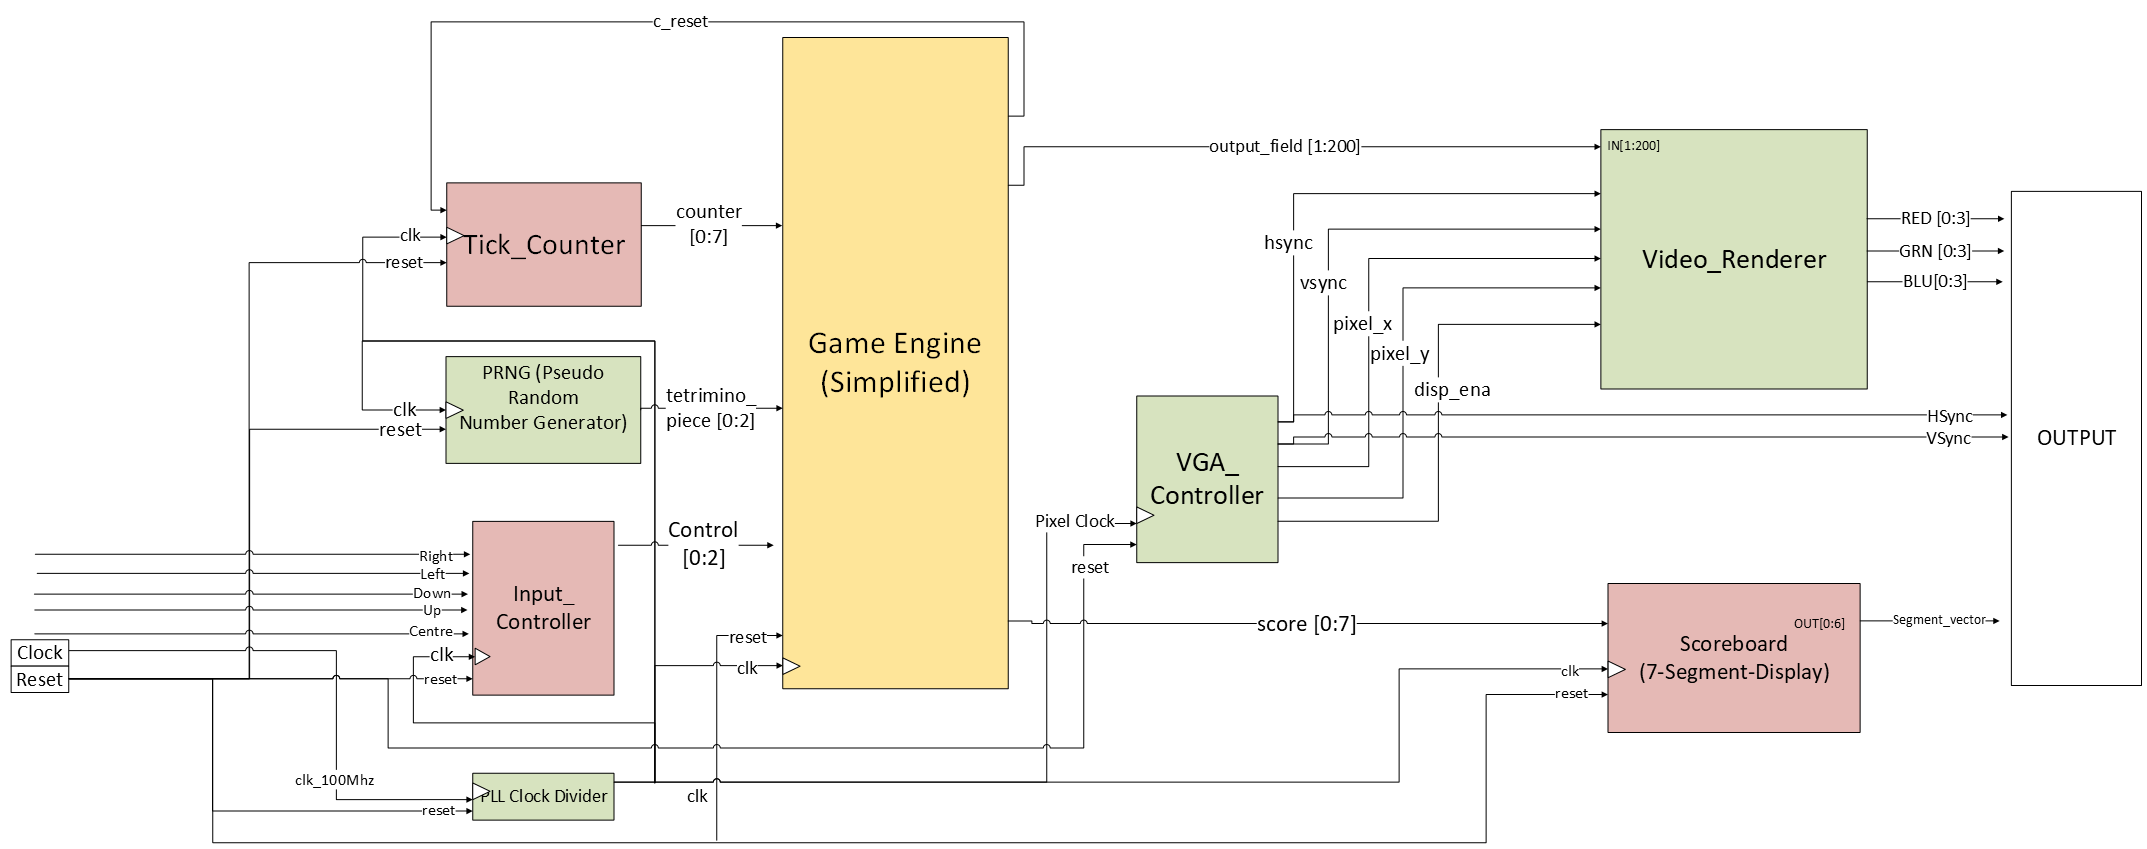 c_reset
output_field [1:200]
IN[1:200]
counter
[0:7]
RED [0:3]
clk
Tick_Counter
hsync
GRN [0:3]
reset
Video_Renderer
vsync
BLU[0:3]
Game Engine
(Simplified)
pixel_x
pixel_y
PRNG (Pseudo
Random
Number Generator)
disp_ena
tetrimino_
piece [0:2]
clk
reset
HSync
VSync
OUTPUT
VGA_
Controller
Pixel Clock
reset
Control
[0:2]
Right
Left
Down
Up
Centre
Input_
Controller
clk
reset
Clock
Reset
reset
clk
score [0:7]
OUT[0:6]
Segment_vector
Scoreboard
(7-Segment-Display)
clk
reset
clk_100Mhz
PLL Clock Divider
reset
clk